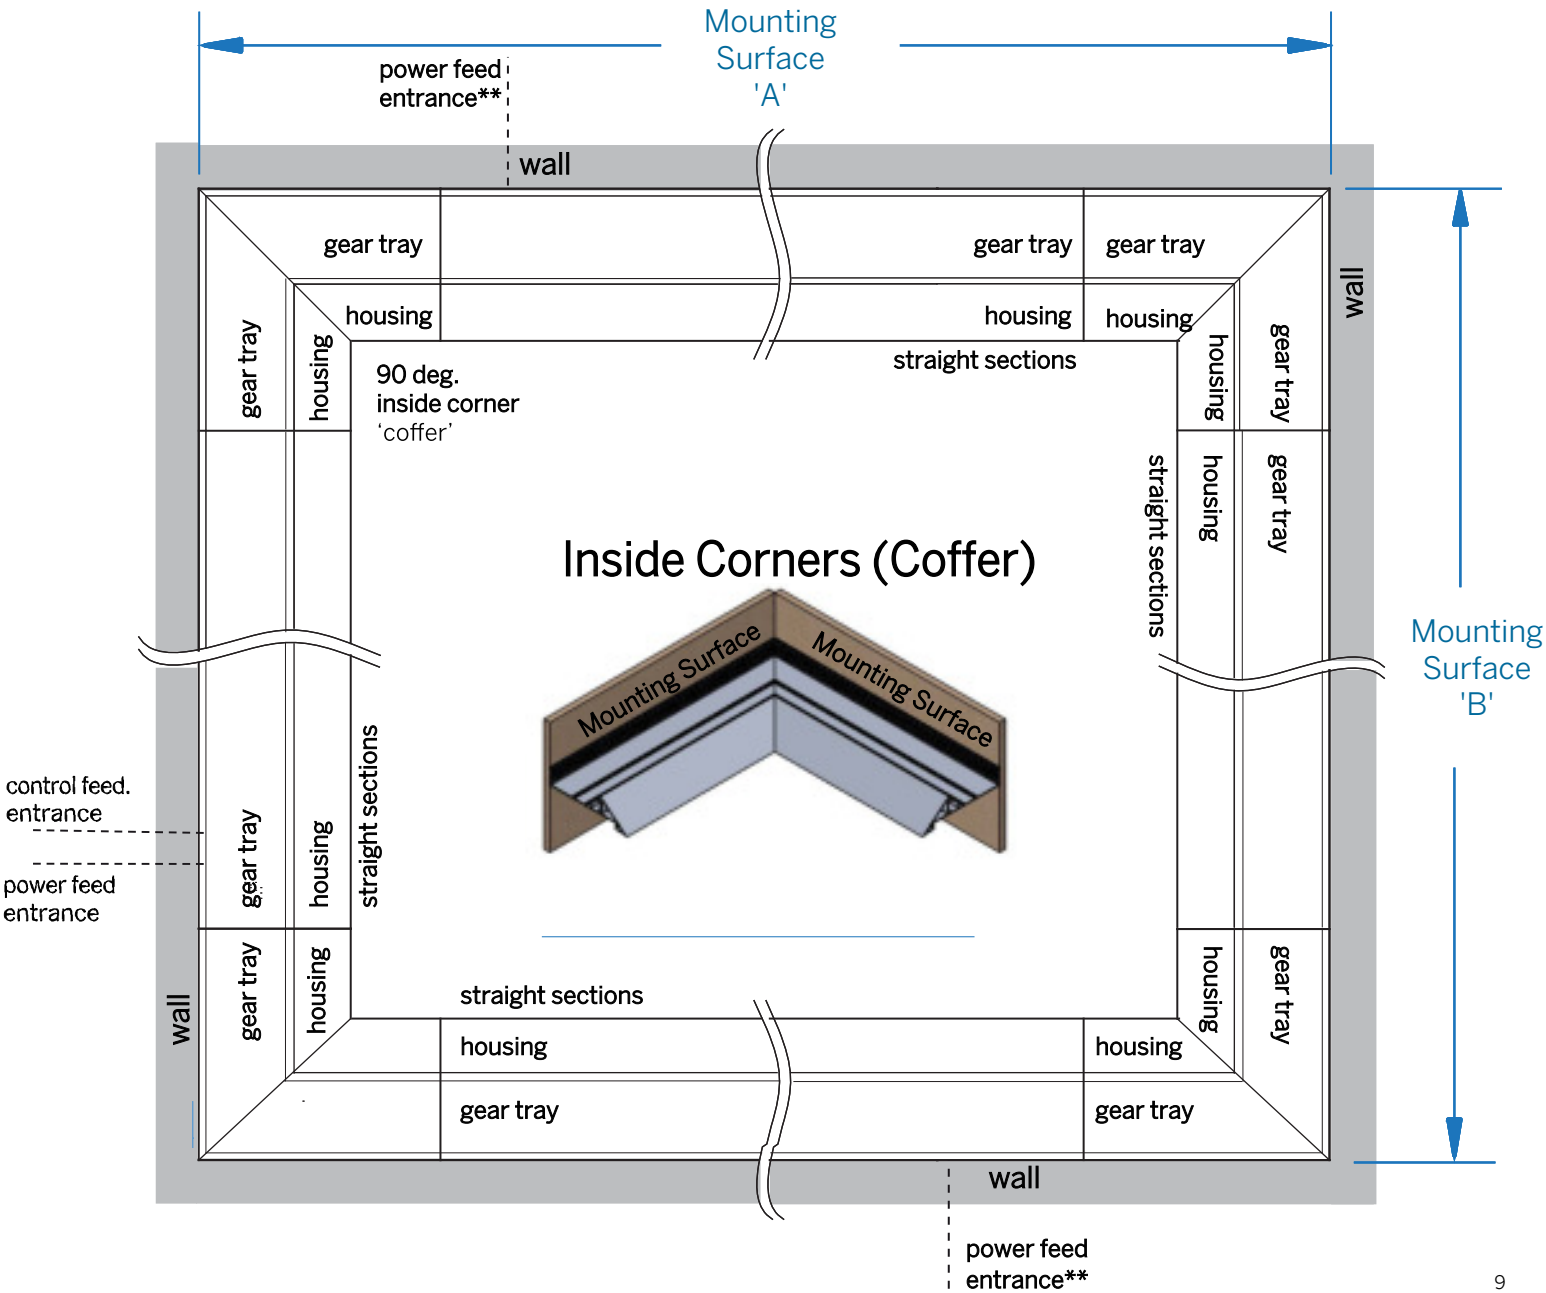 Mounting
Surface
'A'
power feed
entrance**
wall
gear tray
gear tray
gear tray
wall
housing
housing
housing
gear tray
housing
housing
gear tray
straight sections
90 deg.
inside corner
‘coffer’
straight sections
housing
gear tray
Inside Corners (Coffer)
Mounting Surface
Mounting Surface
Mounting
Surface
'B'
control feed.
entrance
power feed
entrance
gear tray
housing
straight sections
wall
gear tray
housing
housing
gear tray
straight sections
housing
housing
gear tray
gear tray
wall
power feed
entrance**
9